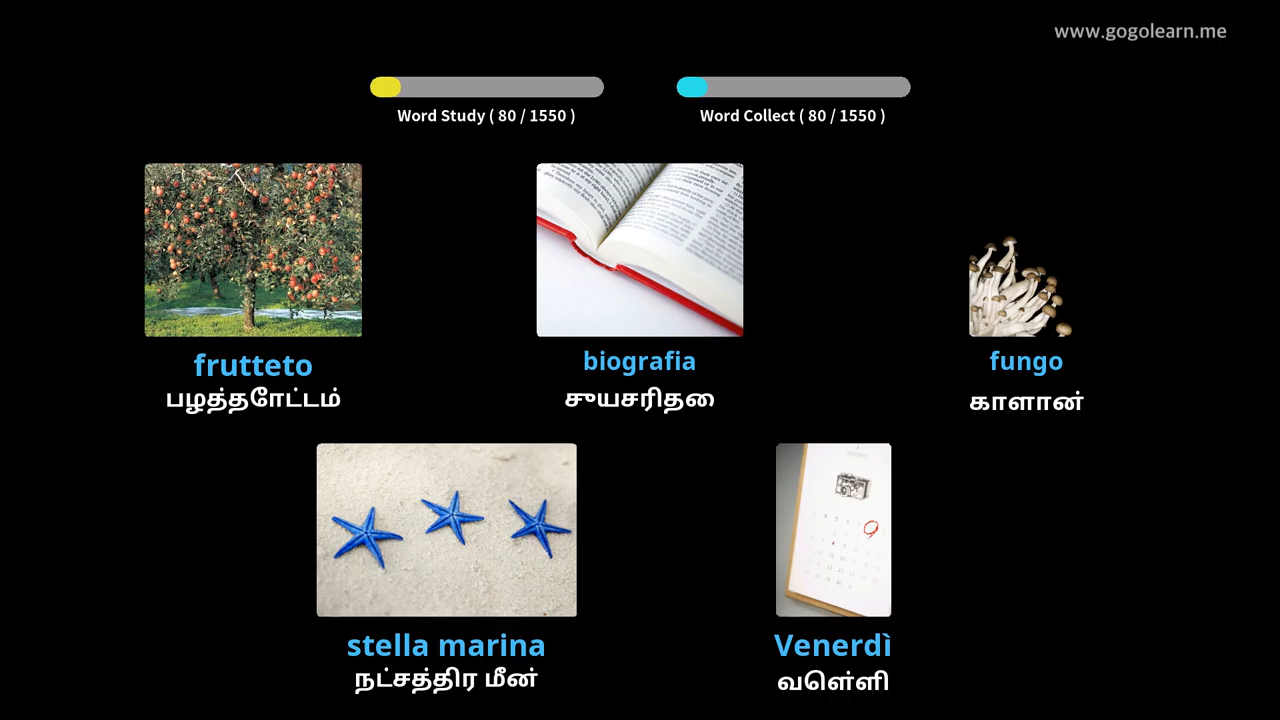 www.gogolearn.me
Word Study ( 80 / 1550 )
Word Collect ( 80 / 1550 )
frutteto
பழத்தோட்டம்
biografia
சுயசரிதை
fungo
காளான்
stella marina
நட்சத்திர மீன்
Venerdì
வெள்ளி